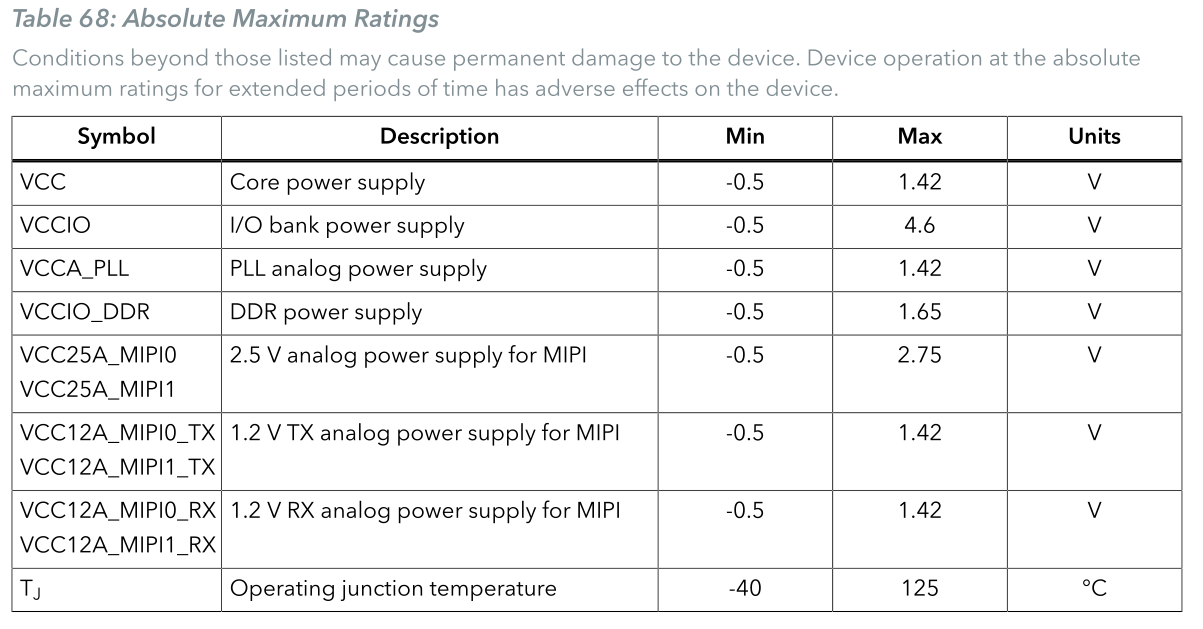 Table 68: Absolute Maximum Ratings
Conditions beyond those listed may cause permanent damage to the device. Device operation at the absolute
maximum ratings for extended periods of time has adverse effects on the device.
Symbol Description Min Max Units
VCC Core power supply -0.5 1.42 V
VCCIO I/O bank power supply -0.5 4.6 V
VCCA_PLL PLL analog power supply -0.5 1.42 V
VCCIO_DDR DDR power supply -0.5 1.65 V
VCC25A_MIPI0 2.5 V analog power supply for MIPI -0.5 2.75 V
VCC25A_MIPI1
VCC12A_MIPI0_TX 1.2 V TX analog power supply for MIPI -0.5 1.42 V
VCC12A_MIPI1_TX
VCC12A_MIPI0_RX 1.2 V RX analog power supply for MIPI -0.5 1.42 V
VCC12A_MIPI1_RX
TJ Operating junction temperature -40 125 °C